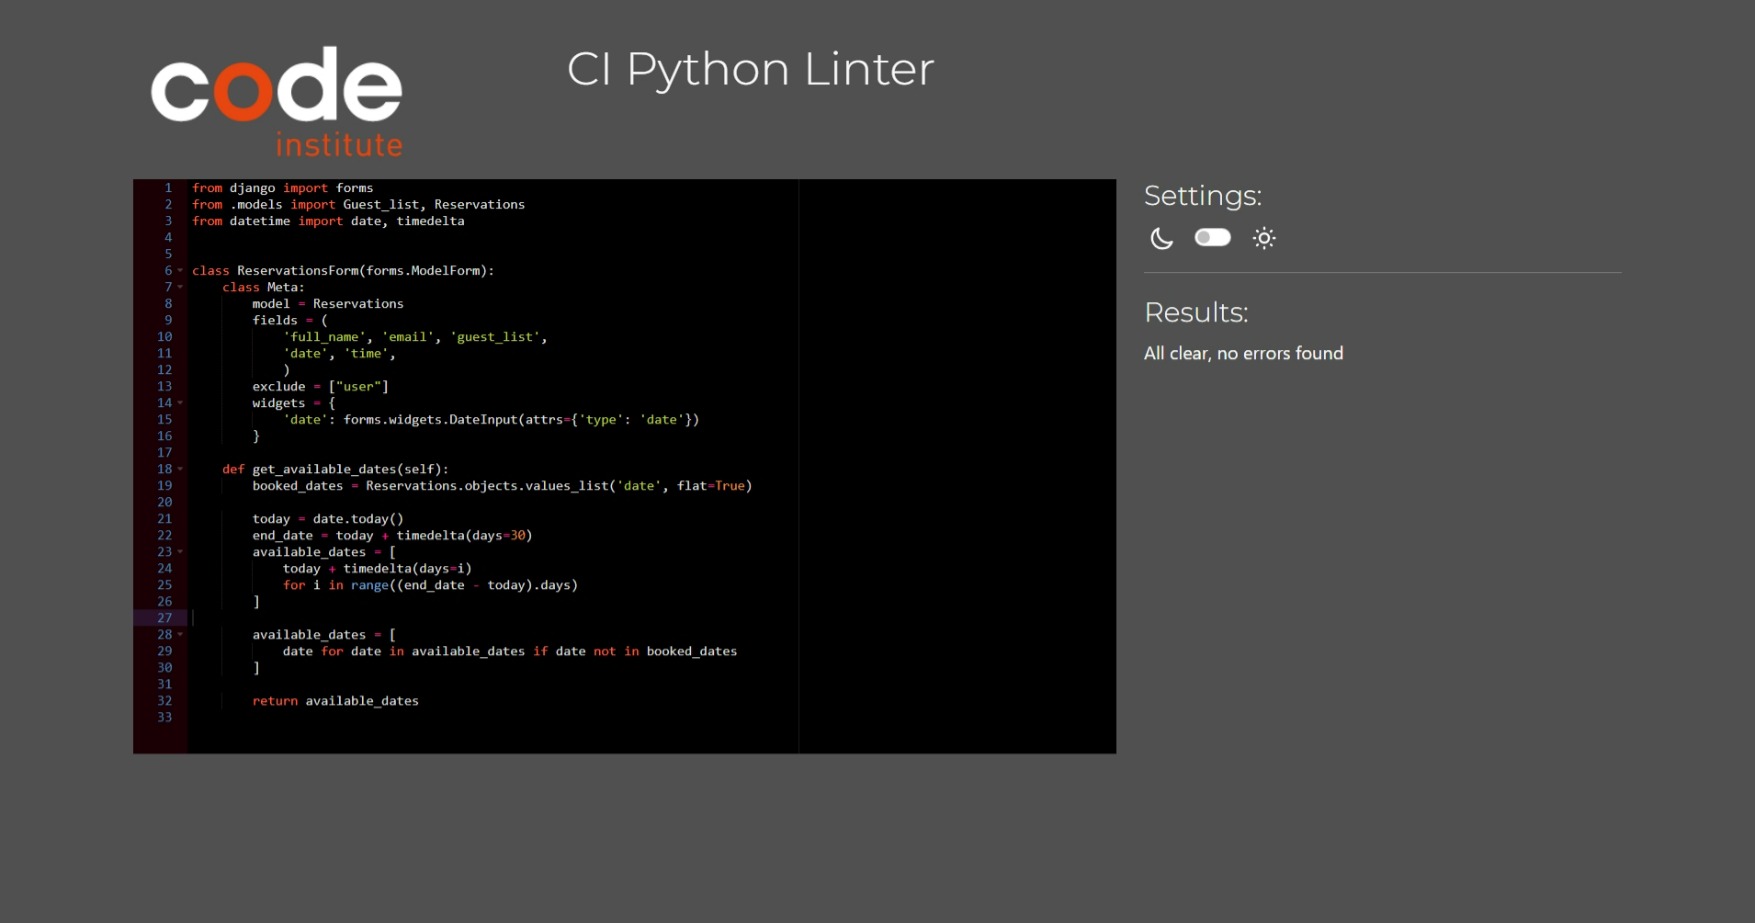 code
institute
CI Python Linter
1 from django import forms
2 from .models import Guest_list, Reservations
3 from datetime import date, timedelta
4
5
6 class ReservationsForm(forms.ModelForm):
7     class Meta:
8         model = Reservations
9         fields = (
10             'full_name', 'email', 'guest_list',
11             'date', 'time',
12             )
13         exclude = ["user"]
14         widgets = {
15             'date': forms.widgets.DateInput(attrs={'type': 'date'})
16         }
17
18     def get_available_dates(self):
19         booked_dates = Reservations.objects.values_list('date', flat=True)
20
21         today = date.today()
22         end_date = today + timedelta(days=30)
23         available_dates = [
24             today + timedelta(days=i)
25             for i in range((end_date - today).days)
26         ]
27
28         available_dates = [
29             date for date in available_dates if date not in booked_dates
30         ]
31
32         return available_dates
33
Settings:
Results:
All clear, no errors found